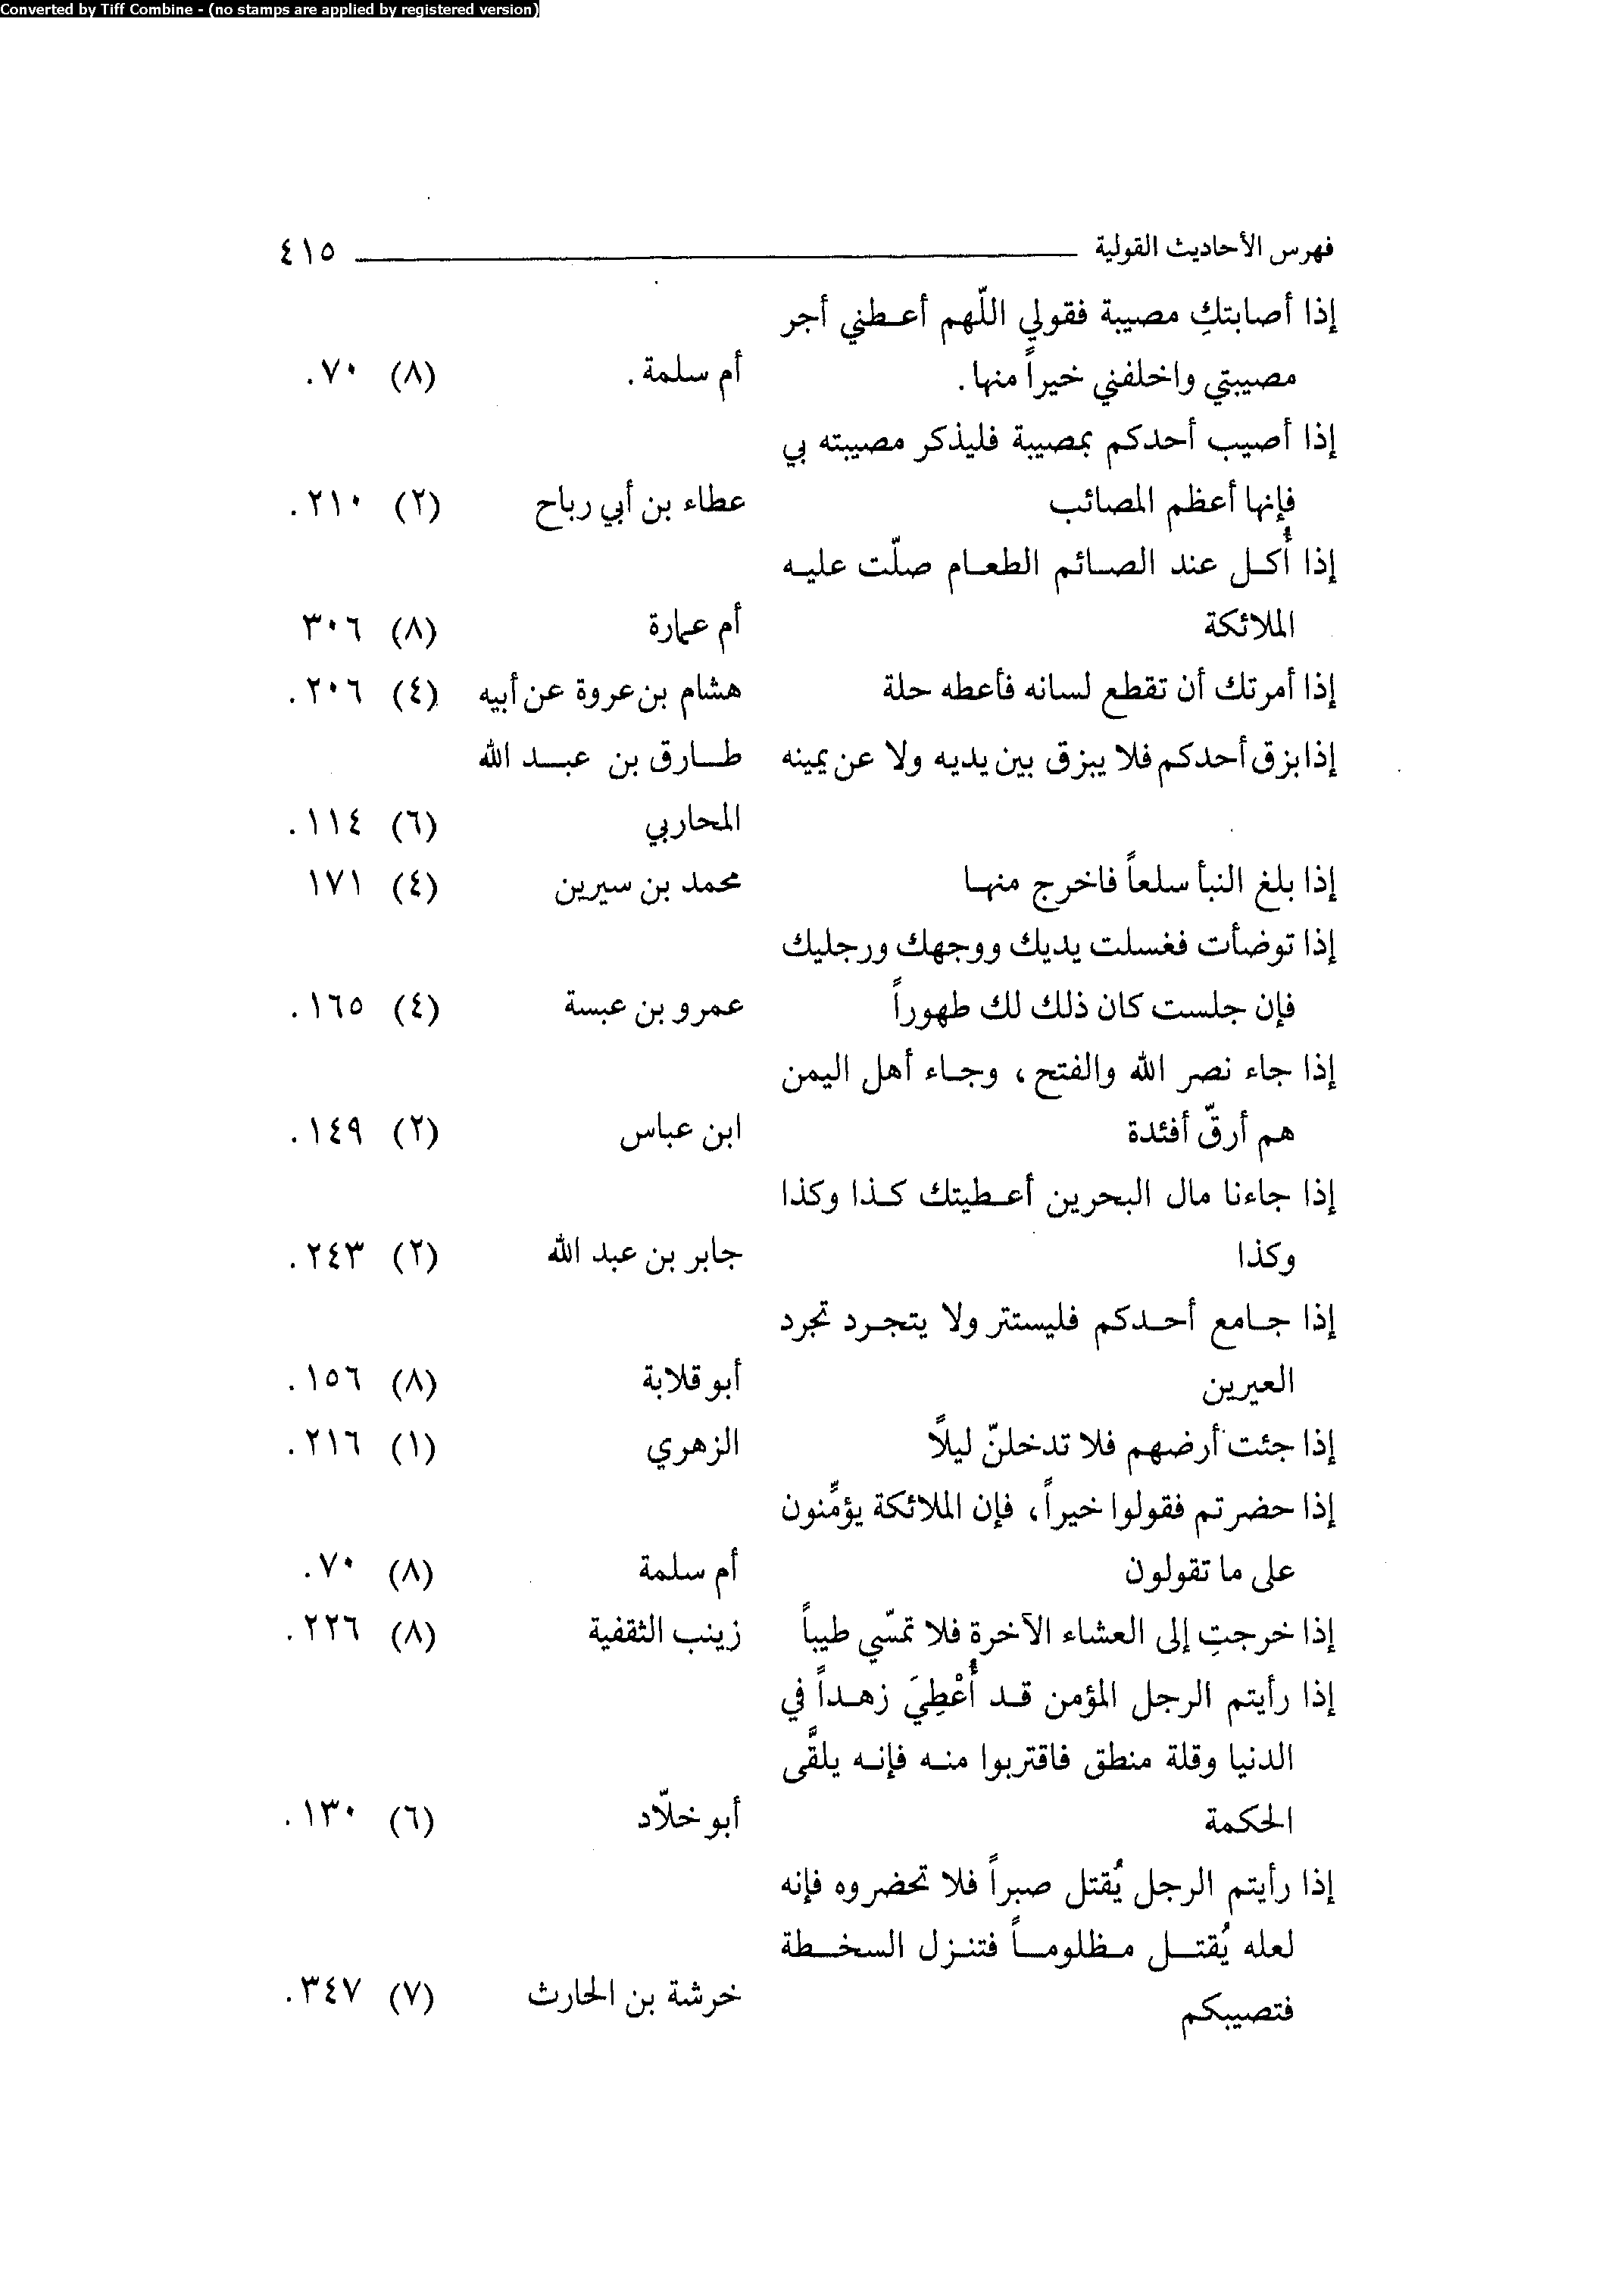 Converted by Tiff Combine - (no stamps are applied by registered version)
فهرس الأحاديث القولية ٤١٥
إذا أصابتكِ مصيبة فقولي اللّهم أعطني أجر
مصيبتي واخلفني خيراً منها. أم سلمة. (٨) ٧٠.
إذا أصيب أحدكم بمصيبة فليذكر مصيبته بي
فإنها أعظم المصائب عطاء بن أبي رباح (٢) ٢١٠.
إذا أُكل عند الصائم الطعام صلّت عليه
الملائكة أم عمارة (٨) ٣٠٦
إذا أمرتك أن تقطع لسانه فأعطه حلة هشام بن عروة عن أبيه (٤) ٢٠٦.
إذا بزق أحدكم فلا يبزق بين يديه ولا عن يمينه طارق بن عبد الله
المحاربي (٦) ١١٤.
إذا بلغ النبأ سلعاً فاخرج منها محمد بن سيرين (٤) ١٧١
إذا توضأت فغسلت يديك ووجهك ورجليك
فإن جلست كان ذلك لك طهوراً عمرو بن عبسة (٤) ١٦٥.
إذا جاء نصر الله والفتح، وجاء أهل اليمن
هم أرقّ أفئدة ابن عباس (٢) ١٤٩.
إذا جاءنا مال البحرين أعطيتك كذا وكذا
وكذا جابر بن عبد الله (٢) ٢٤٣.
إذا جامع أحدكم فليستتر ولا يتجرد تجرد
العيرين أبو قلابة (٨) ١٥٦.
إذا جئت أرضهم فلا تدخلنّ ليلاً الزهري (١) ٢١٦.
إذا حضرتم فقولوا خيراً، فإن الملائكة يؤمِّنون
على ما تقولون أم سلمة (٨) ٧٠.
إذا خرجتِ إلى العشاء الآخرة فلا تمسّي طيباً زينب الثقفية (٨) ٢٢٦.
إذا رأيتم الرجل المؤمن قد أُعْطِيَ زهداً في
الدنيا وقلة منطق فاقتربوا منه فإنه يلقَّى
الحكمة أبو خلّاد (٦) ١٣٠.
إذا رأيتم الرجل يُقتل صبراً فلا تحضروه فإنه
لعله يُقتل مظلوماً فتنزل السخطة
فتصيبكم خرشة بن الحارث (٧) ٣٤٧.